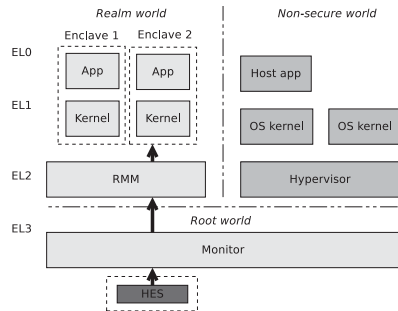 Realm world
Non-secure world
Enclave 1
Enclave 2
EL0
App
App
Host app
EL1
Kernel
Kernel
OS kernel
OS kernel
EL2
RMM
Hypervisor
Root world
EL3
Monitor
HES